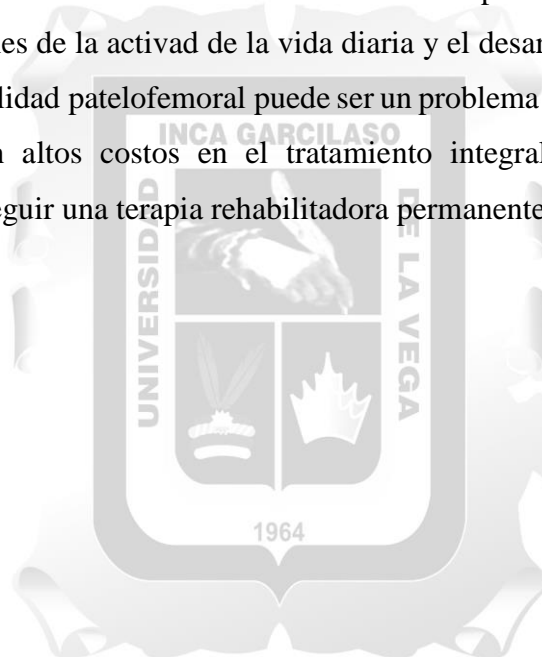 es de la activad de la vida diaria y el desar
lidad patelofemoral puede ser un problema
altos costos en el tratamiento integral
eguir una terapia rehabilitadora permanente
INCA GARCILASO
UNIVERSIDAD
DE LA VEGA
1964